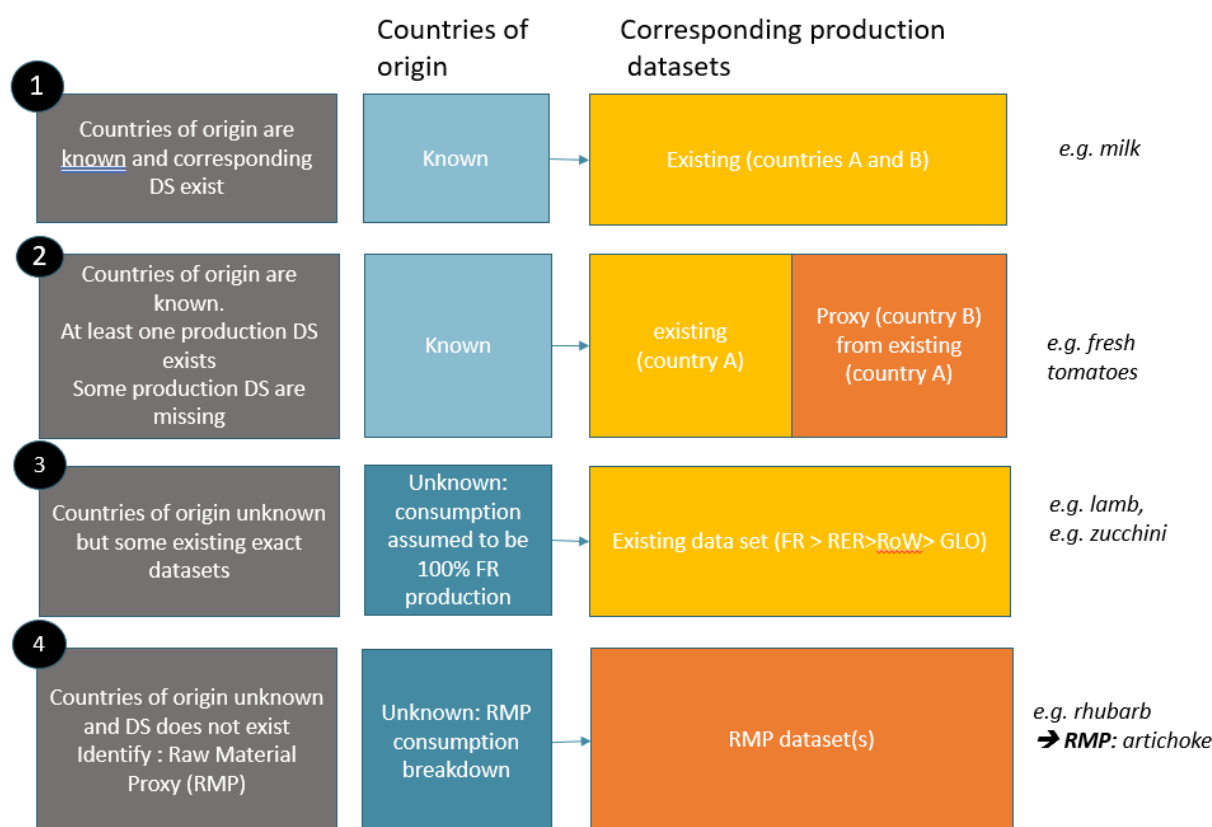 Countries of
origin
Corresponding production
datasets
1
Countries of origin are
known and corresponding
DS exist
Known
Existing (countries A and B)
e.g. milk
2
Countries of origin are
known.
At least one production DS
exists
Some production DS are
missing
Known
existing
(country A)
Proxy (country B)
from existing
(country A)
e.g. fresh
tomatoes
3
Countries of origin unknown
but some existing exact
datasets
Unknown:
consumption
assumed to be
100% FR
production
Existing data set (FR > RER>RoW> GLO)
e.g. lamb,
e.g. zucchini
4
Countries of origin unknown
and DS does not exist
Identify : Raw Material
Proxy (RMP)
Unknown: RMP
consumption
breakdown
RMP dataset(s)
e.g. rhubarb
➔ RMP: artichoke